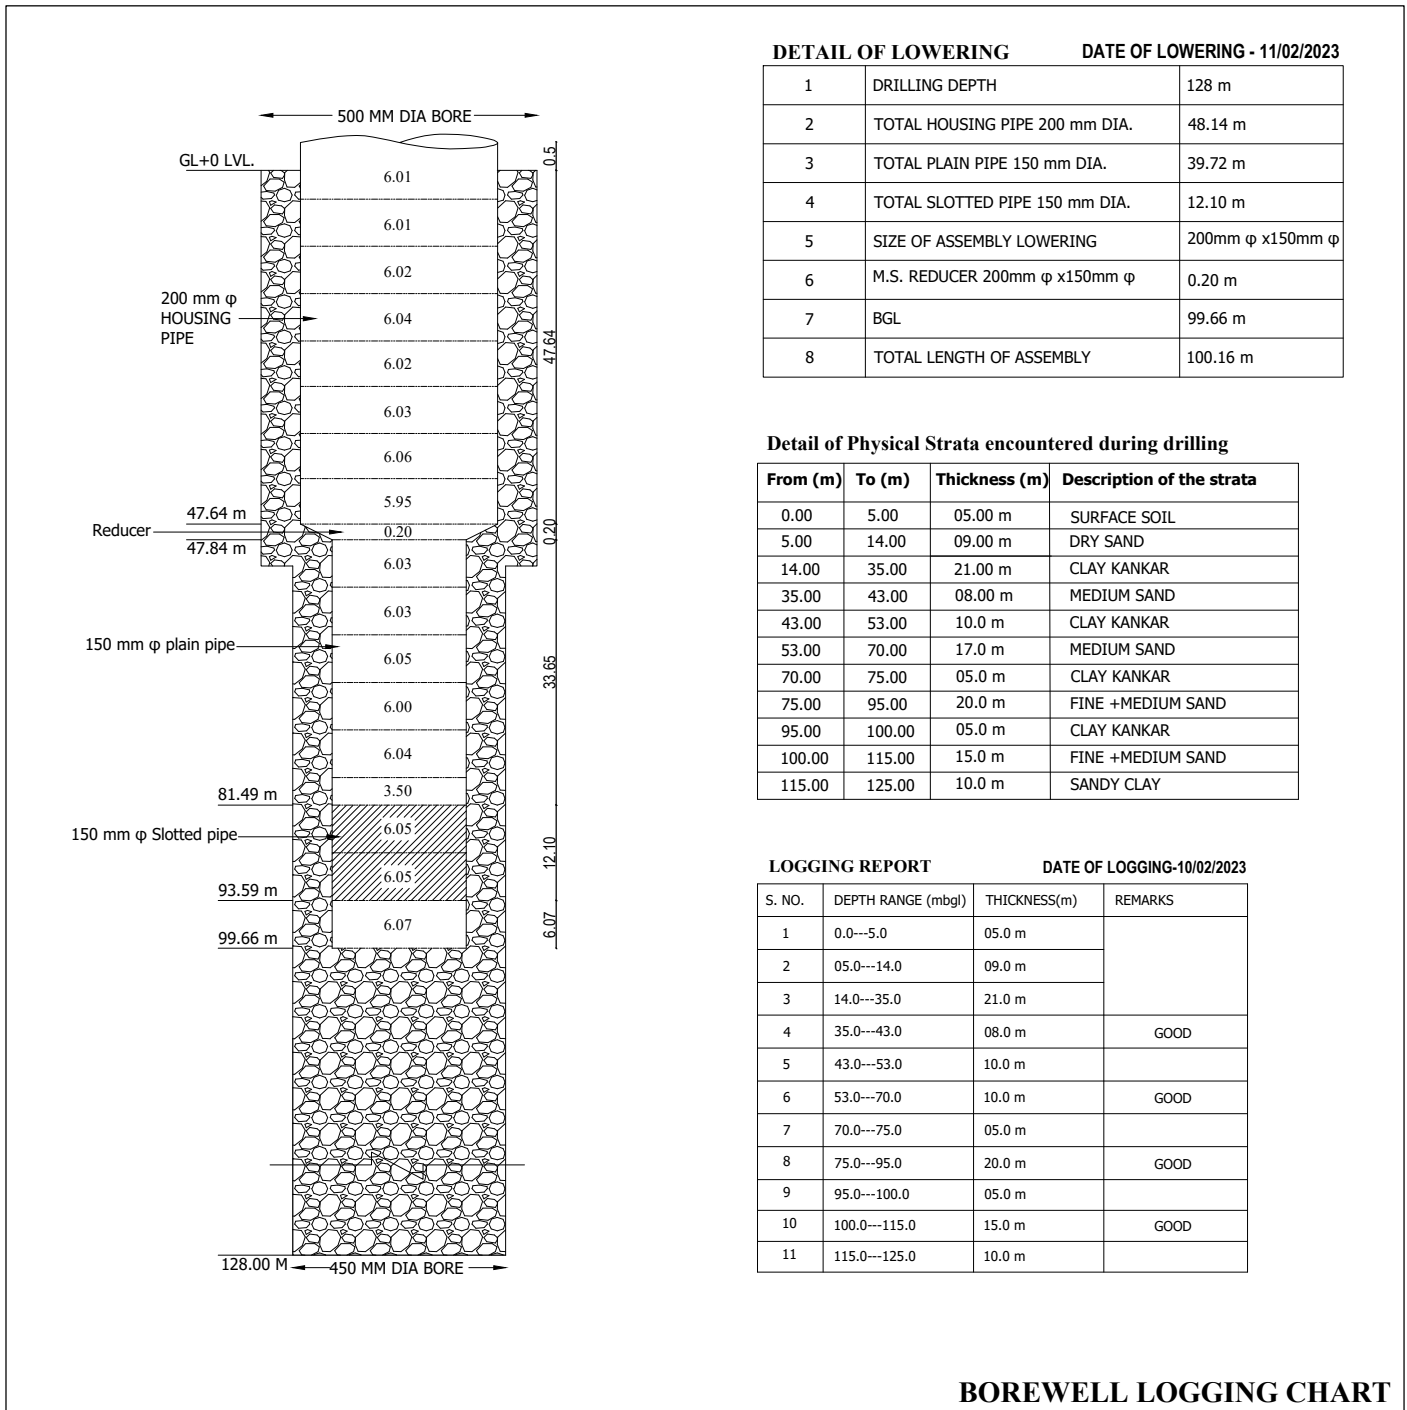 500 MM DIA BORE
GL+0 LVL.
0.5
6.01
6.01
6.02
200 mm φ
HOUSING
PIPE
6.04
47.64
6.02
6.03
6.06
5.95
47.64 m
Reducer
0.20
0.20
47.84 m
6.03
6.03
150 mm φ plain pipe
6.05
33.65
6.00
6.04
3.50
81.49 m
150 mm φ Slotted pipe
6.05
12.10
6.05
93.59 m
6.07
6.07
99.66 m
128.00 M
450 MM DIA BORE
DETAIL OF LOWERING DATE OF LOWERING - 11/02/2023
1 DRILLING DEPTH 128 m
2 TOTAL HOUSING PIPE 200 mm DIA. 48.14 m
3 TOTAL PLAIN PIPE 150 mm DIA. 39.72 m
4 TOTAL SLOTTED PIPE 150 mm DIA. 12.10 m
5 SIZE OF ASSEMBLY LOWERING 200mm φ x150mm φ
6 M.S. REDUCER 200mm φ x150mm φ 0.20 m
7 BGL 99.66 m
8 TOTAL LENGTH OF ASSEMBLY 100.16 m
Detail of Physical Strata encountered during drilling
From (m) To (m) Thickness (m) Description of the strata
0.00 5.00 05.00 m SURFACE SOIL
5.00 14.00 09.00 m DRY SAND
14.00 35.00 21.00 m CLAY KANKAR
35.00 43.00 08.00 m MEDIUM SAND
43.00 53.00 10.0 m CLAY KANKAR
53.00 70.00 17.0 m MEDIUM SAND
70.00 75.00 05.0 m CLAY KANKAR
75.00 95.00 20.0 m FINE +MEDIUM SAND
95.00 100.00 05.0 m CLAY KANKAR
100.00 115.00 15.0 m FINE +MEDIUM SAND
115.00 125.00 10.0 m SANDY CLAY
LOGGING REPORT DATE OF LOGGING-10/02/2023
S. NO. DEPTH RANGE (mbgl) THICKNESS(m) REMARKS
1 0.0---5.0 05.0 m
2 05.0---14.0 09.0 m
3 14.0---35.0 21.0 m
4 35.0---43.0 08.0 m GOOD
5 43.0---53.0 10.0 m
6 53.0---70.0 10.0 m GOOD
7 70.0---75.0 05.0 m
8 75.0---95.0 20.0 m GOOD
9 95.0---100.0 05.0 m
10 100.0---115.0 15.0 m GOOD
11 115.0---125.0 10.0 m
BOREWELL LOGGING CHART